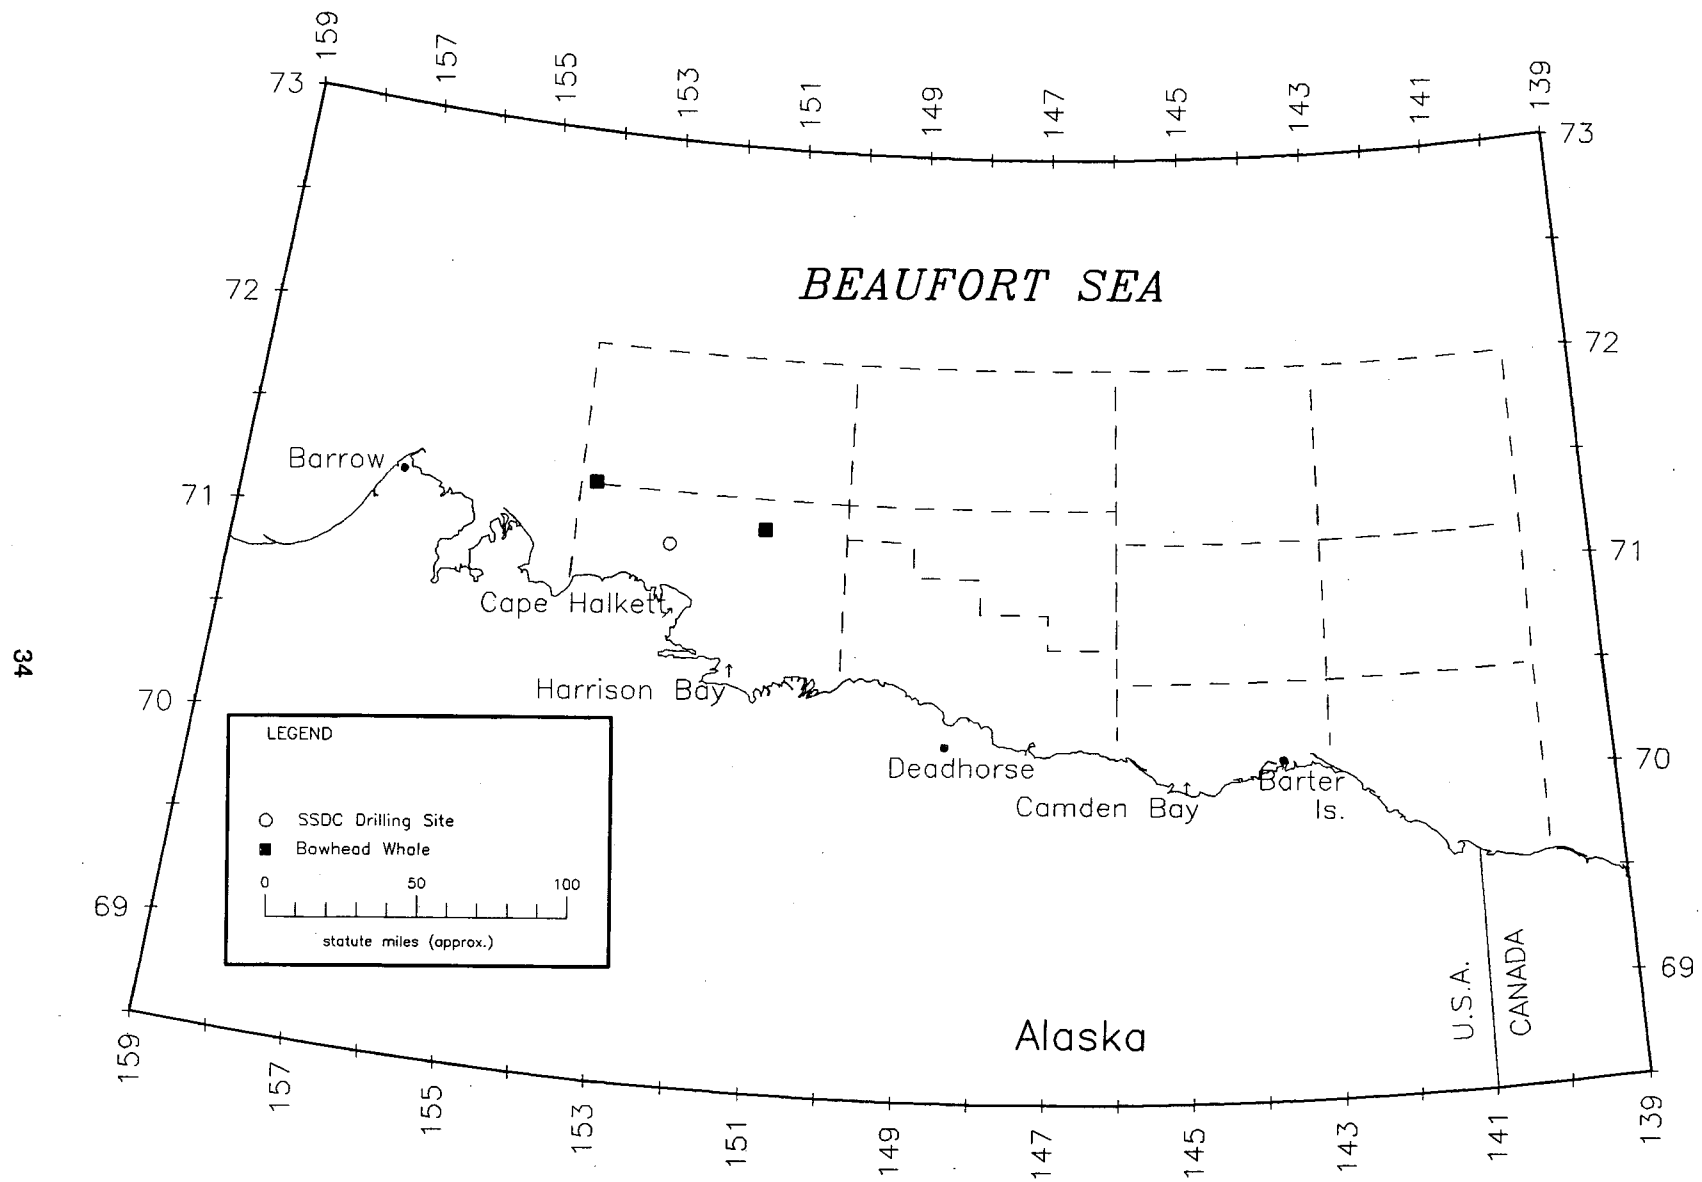 159
157
155
153
151
149
147
145
143
141
139
73
73
BEAUFORT SEA
72
72
Barrow
71
71
Cape Halkett
34
70
Harrison Bay
70
LEGEND
Deadhorse
Barter
Is.
Camden Bay
SSDC Drilling Site
Bowhead Whale
0 50 100
statute miles (approx.)
69
69
U.S.A.
CANADA
Alaska
159
157
155
153
151
149
147
145
143
141
139